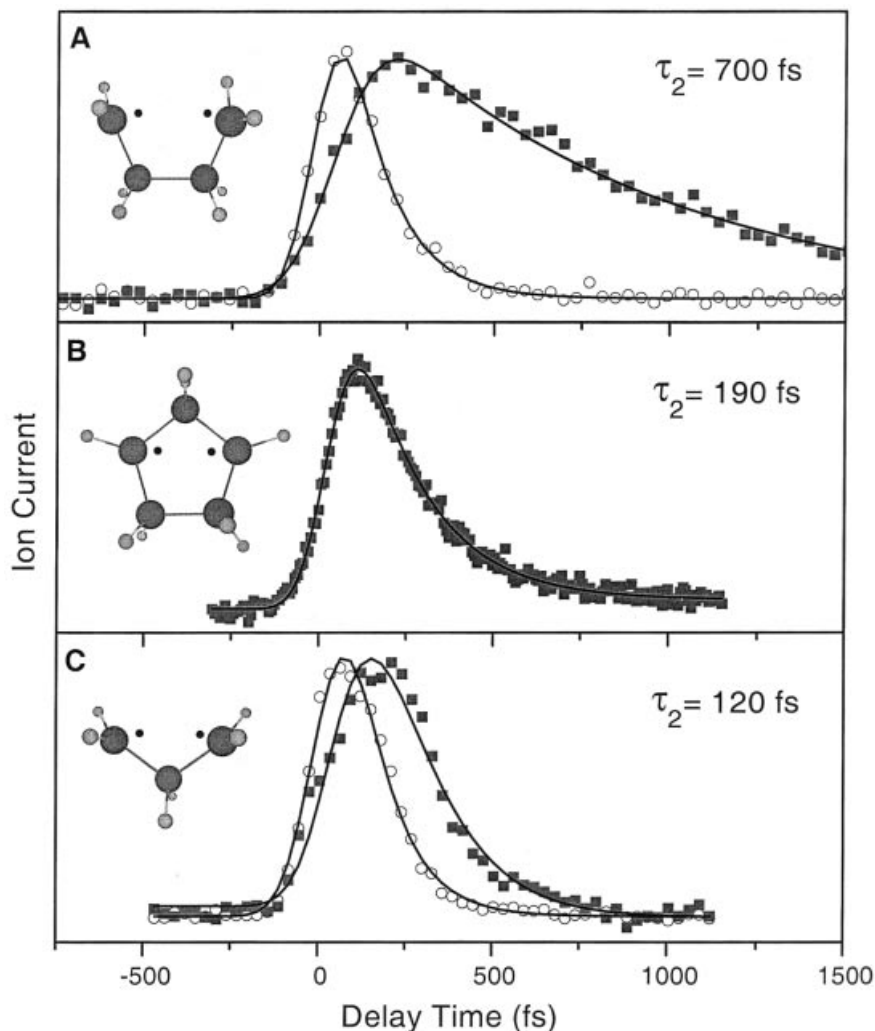 A
τ₂= 700 fs
B
τ₂= 190 fs
C
τ₂= 120 fs
Ion Current
-500 0 500 1000 1500
Delay Time (fs)